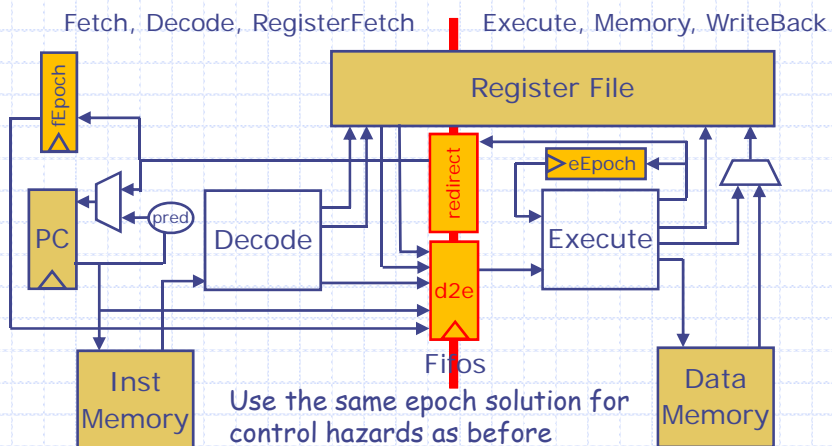 Fetch, Decode, RegisterFetch
Execute, Memory, WriteBack
Register File
fEpoch
redirect
eEpoch
PC
pred
Decode
Execute
d2e
Fifos
Inst
Memory
Data
Memory
Use the same epoch solution for
control hazards as before